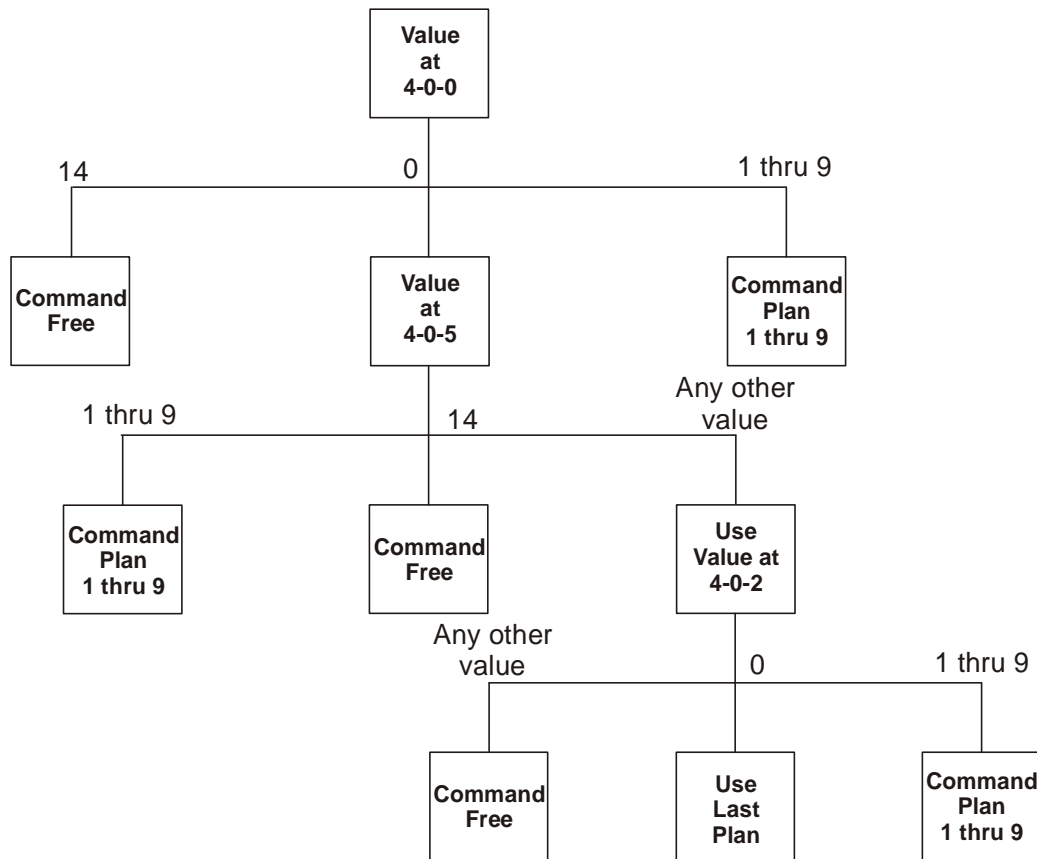 Value
at
4-0-0
14
0
1 thru 9
Command
Free
Value
at
4-0-5
Command
Plan
1 thru 9
1 thru 9
14
Any other
value
Command
Plan
1 thru 9
Command
Free
Use
Value at
4-0-2
Any other
value
0
1 thru 9
Command
Free
Use
Last
Plan
Command
Plan
1 thru 9